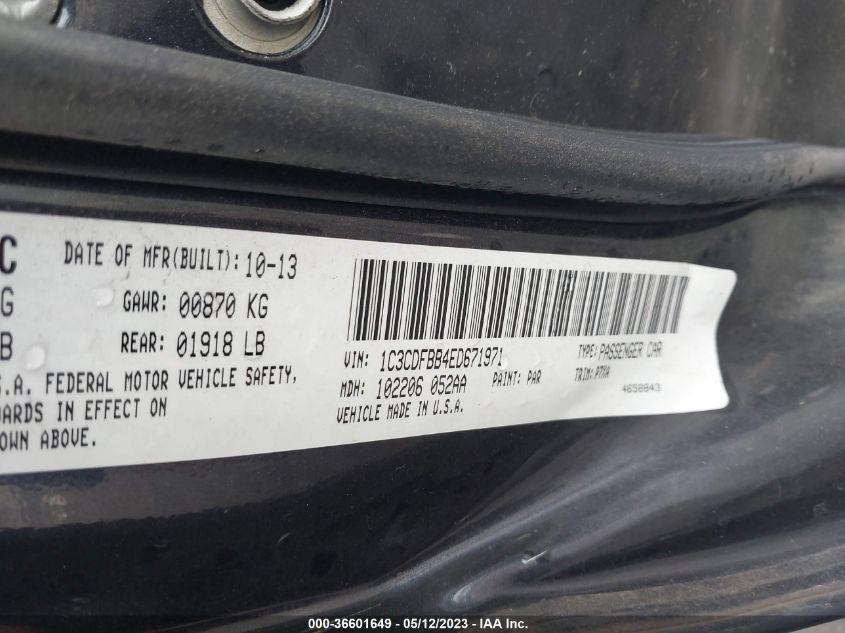 C DATE OF MFR(BUILT): 10-13
G GAWR: 00870 KG
B REAR: 01918 LB
S.A. FEDERAL MOTOR VEHICLE SAFETY,
ARDS IN EFFECT ON
OWN ABOVE.
VIN: 1C3CDFBB4ED671971 TYPE: PASSENGER CAR
MDH: 102206 052AA PAINT: PAR TRIM: P7XA
VEHICLE MADE IN U.S.A. 4658843
000-36601649 - 05/12/2023 - IAA Inc.